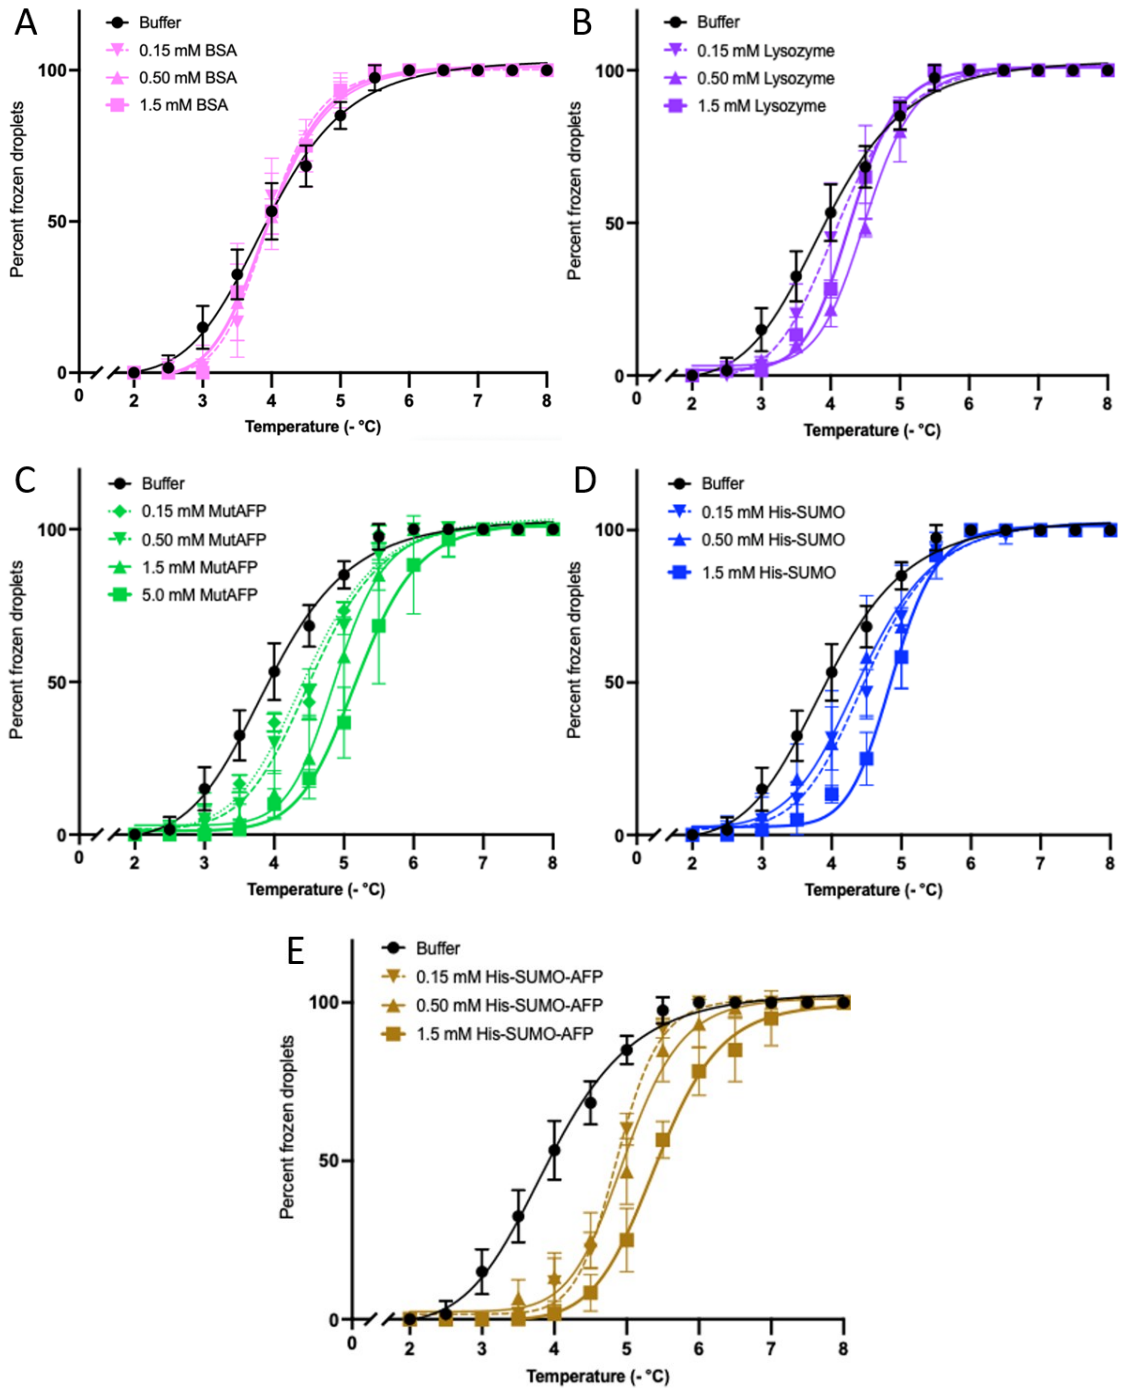 A
Buffer
0.15 mM BSA
0.50 mM BSA
1.5 mM BSA
Percent frozen droplets
100
50
0
0 2 3 4 5 6 7 8
Temperature (- °C)
B
Buffer
0.15 mM Lysozyme
0.50 mM Lysozyme
1.5 mM Lysozyme
Percent frozen droplets
100
50
0
0 2 3 4 5 6 7 8
Temperature (- °C)
C
Buffer
0.15 mM MutAFP
0.50 mM MutAFP
1.5 mM MutAFP
5.0 mM MutAFP
Percent frozen droplets
100
50
0
0 2 3 4 5 6 7 8
Temperature (- °C)
D
Buffer
0.15 mM His-SUMO
0.50 mM His-SUMO
1.5 mM His-SUMO
Percent frozen droplets
100
50
0
0 2 3 4 5 6 7 8
Temperature (- °C)
E
Buffer
0.15 mM His-SUMO-AFP
0.50 mM His-SUMO-AFP
1.5 mM His-SUMO-AFP
Percent frozen droplets
100
50
0
0 2 3 4 5 6 7 8
Temperature (- °C)